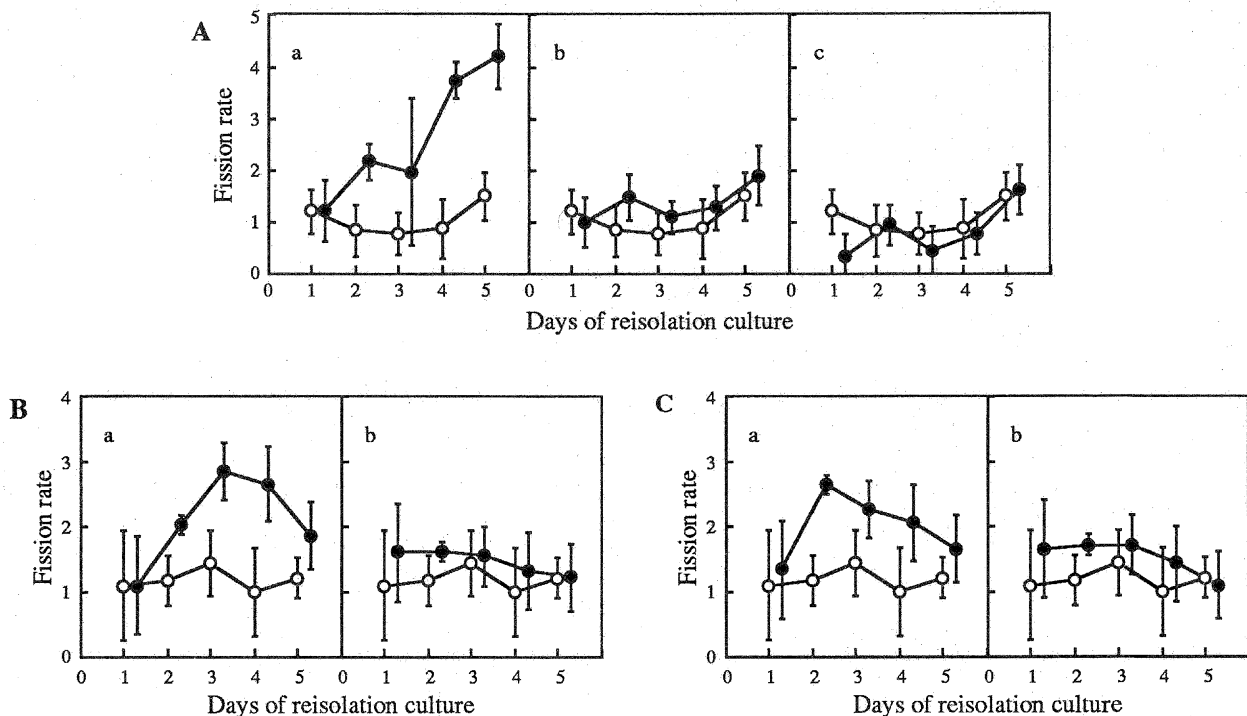 A
a
b
c
5
4
3
2
1
0
Fission rate
0 1 2 3 4 5 0 1 2 3 4 5 0 1 2 3 4 5
Days of reisolation culture
B
a
b
4
3
2
1
0
Fission rate
0 1 2 3 4 5 0 1 2 3 4 5
Days of reisolation culture
C
a
b
4
3
2
1
0
Fission rate
0 1 2 3 4 5 0 1 2 3 4 5
Days of reisolation culture